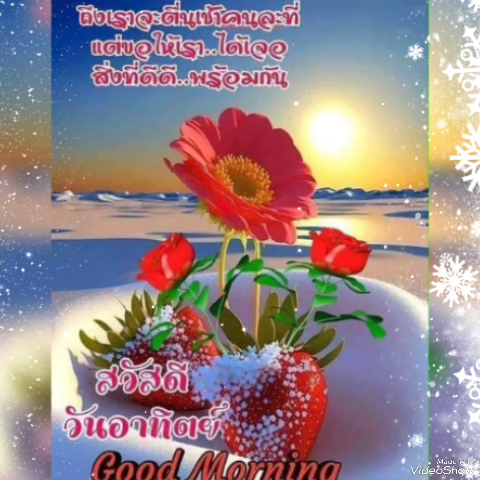 ถึงเราจะตื่นเช้าคนละที่
แต่ขอให้เรา..ได้เจอ
สิ่งที่ดีดี..พร้อมกัน
สวัสดี
วันอาทิตย์
Good Morning
Made with
VideoShow